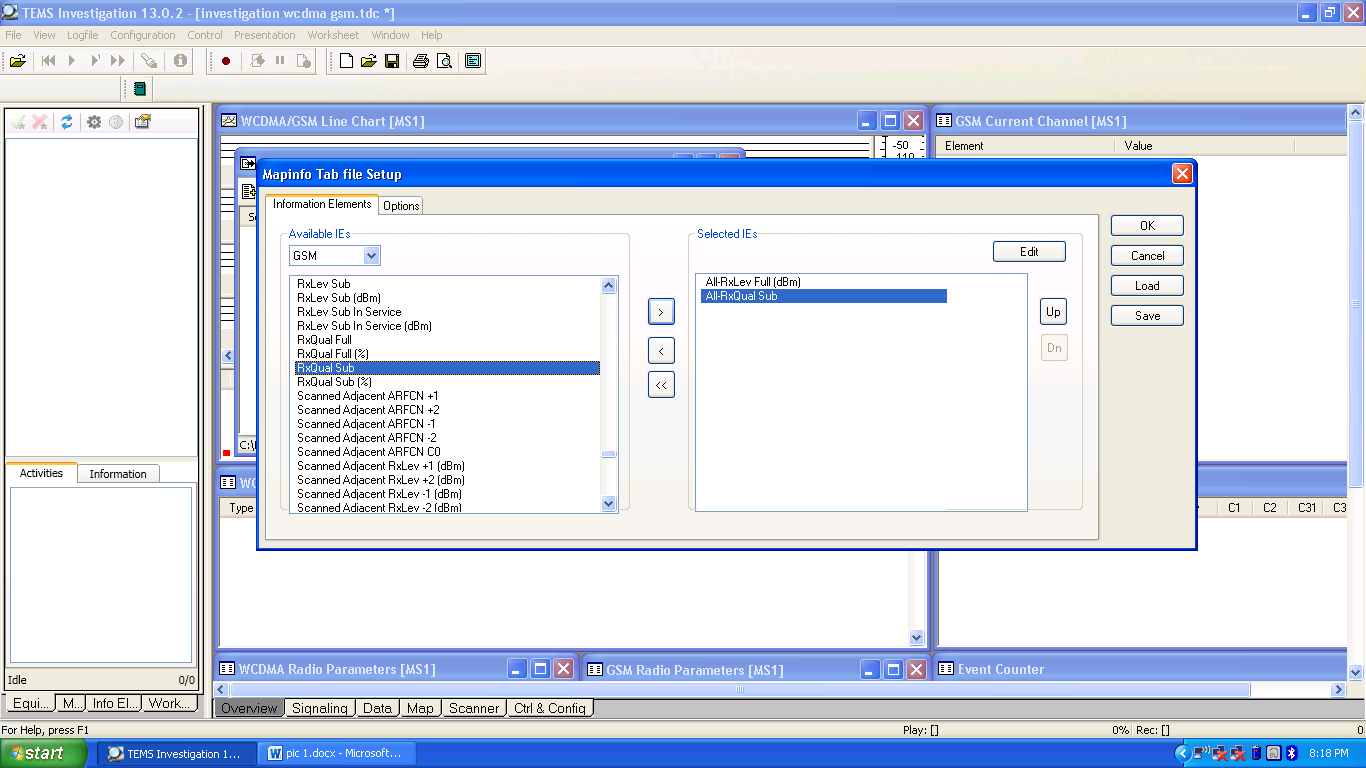 TEMS Investigation 13.0.2 - [investigation wcdma gsm.tdc *]
File View Logfile Configuration Control Presentation Worksheet Window Help
WCDMA/GSM Line Chart [MS1]
-50
-110
GSM Current Channel [MS1]
Element Value
Mapinfo Tab file Setup
Information Elements Options
Available IEs
GSM
RxLev Sub
RxLev Sub (dBm)
RxLev Sub In Service
RxLev Sub In Service (dBm)
RxQual Full
RxQual Full (%)
RxQual Sub
RxQual Sub (%)
Scanned Adjacent ARFCN +1
Scanned Adjacent ARFCN +2
Scanned Adjacent ARFCN -1
Scanned Adjacent ARFCN -2
Scanned Adjacent ARFCN C0
Scanned Adjacent RxLev +1 (dBm)
Scanned Adjacent RxLev +2 (dBm)
Scanned Adjacent RxLev -1 (dBm)
Scanned Adjacent RxLev -2 (dBm)
>
<
<<
Selected IEs
Edit
All-RxLev Full (dBm)
All-RxQual Sub
Up
Dn
OK
Cancel
Load
Save
C:\
Type
C1 C2 C31 C3
Activities Information
Idle 0/0
Equi... M... Info El... Work...
WCDMA Radio Parameters [MS1]
GSM Radio Parameters [MS1]
Event Counter
Overview Signaling Data Map Scanner Ctrl & Config
For Help, press F1
Play: [] 0% Rec: [] 0
start
TEMS Investigation 1...
pic 1.docx - Microsoft...
8:18 PM